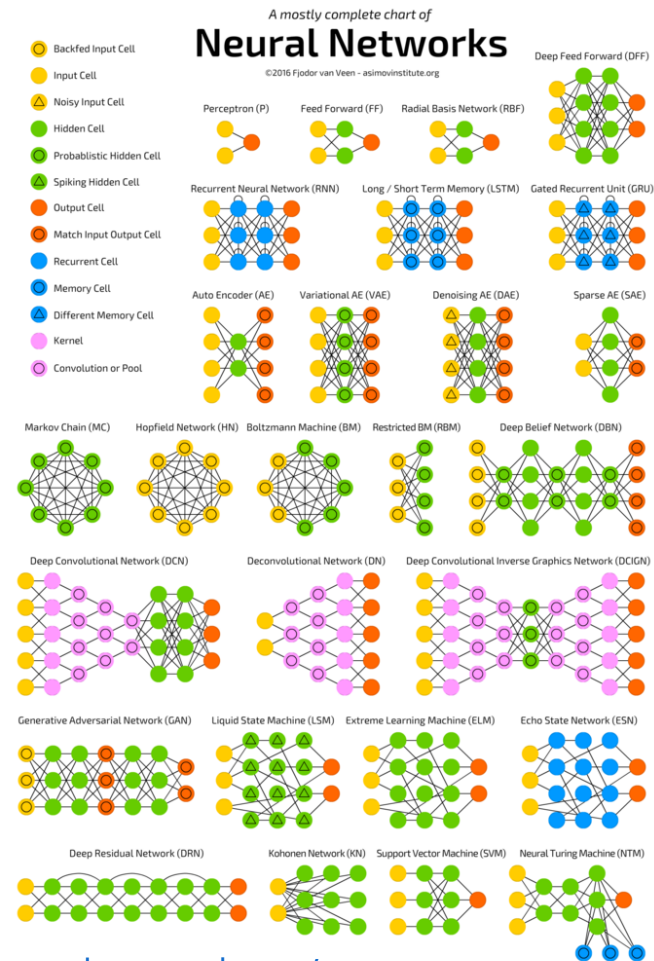 A mostly complete chart of
Neural Networks
©2016 Fjodor van Veen - asimovinstitute.org
Backfed Input Cell
Input Cell
Noisy Input Cell
Hidden Cell
Probablistic Hidden Cell
Spiking Hidden Cell
Output Cell
Match Input Output Cell
Recurrent Cell
Memory Cell
Different Memory Cell
Kernel
Convolution or Pool
Deep Feed Forward (DFF)
Perceptron (P) Feed Forward (FF) Radial Basis Network (RBF)
Recurrent Neural Network (RNN) Long / Short Term Memory (LSTM) Gated Recurrent Unit (GRU)
Auto Encoder (AE) Variational AE (VAE) Denoising AE (DAE) Sparse AE (SAE)
Markov Chain (MC) Hopfield Network (HN) Boltzmann Machine (BM) Restricted BM (RBM) Deep Belief Network (DBN)
Deep Convolutional Network (DCN) Deconvolutional Network (DN) Deep Convolutional Inverse Graphics Network (DCIGN)
Generative Adversarial Network (GAN) Liquid State Machine (LSM) Extreme Learning Machine (ELM) Echo State Network (ESN)
Deep Residual Network (DRN) Kohonen Network (KN) Support Vector Machine (SVM) Neural Turing Machine (NTM)